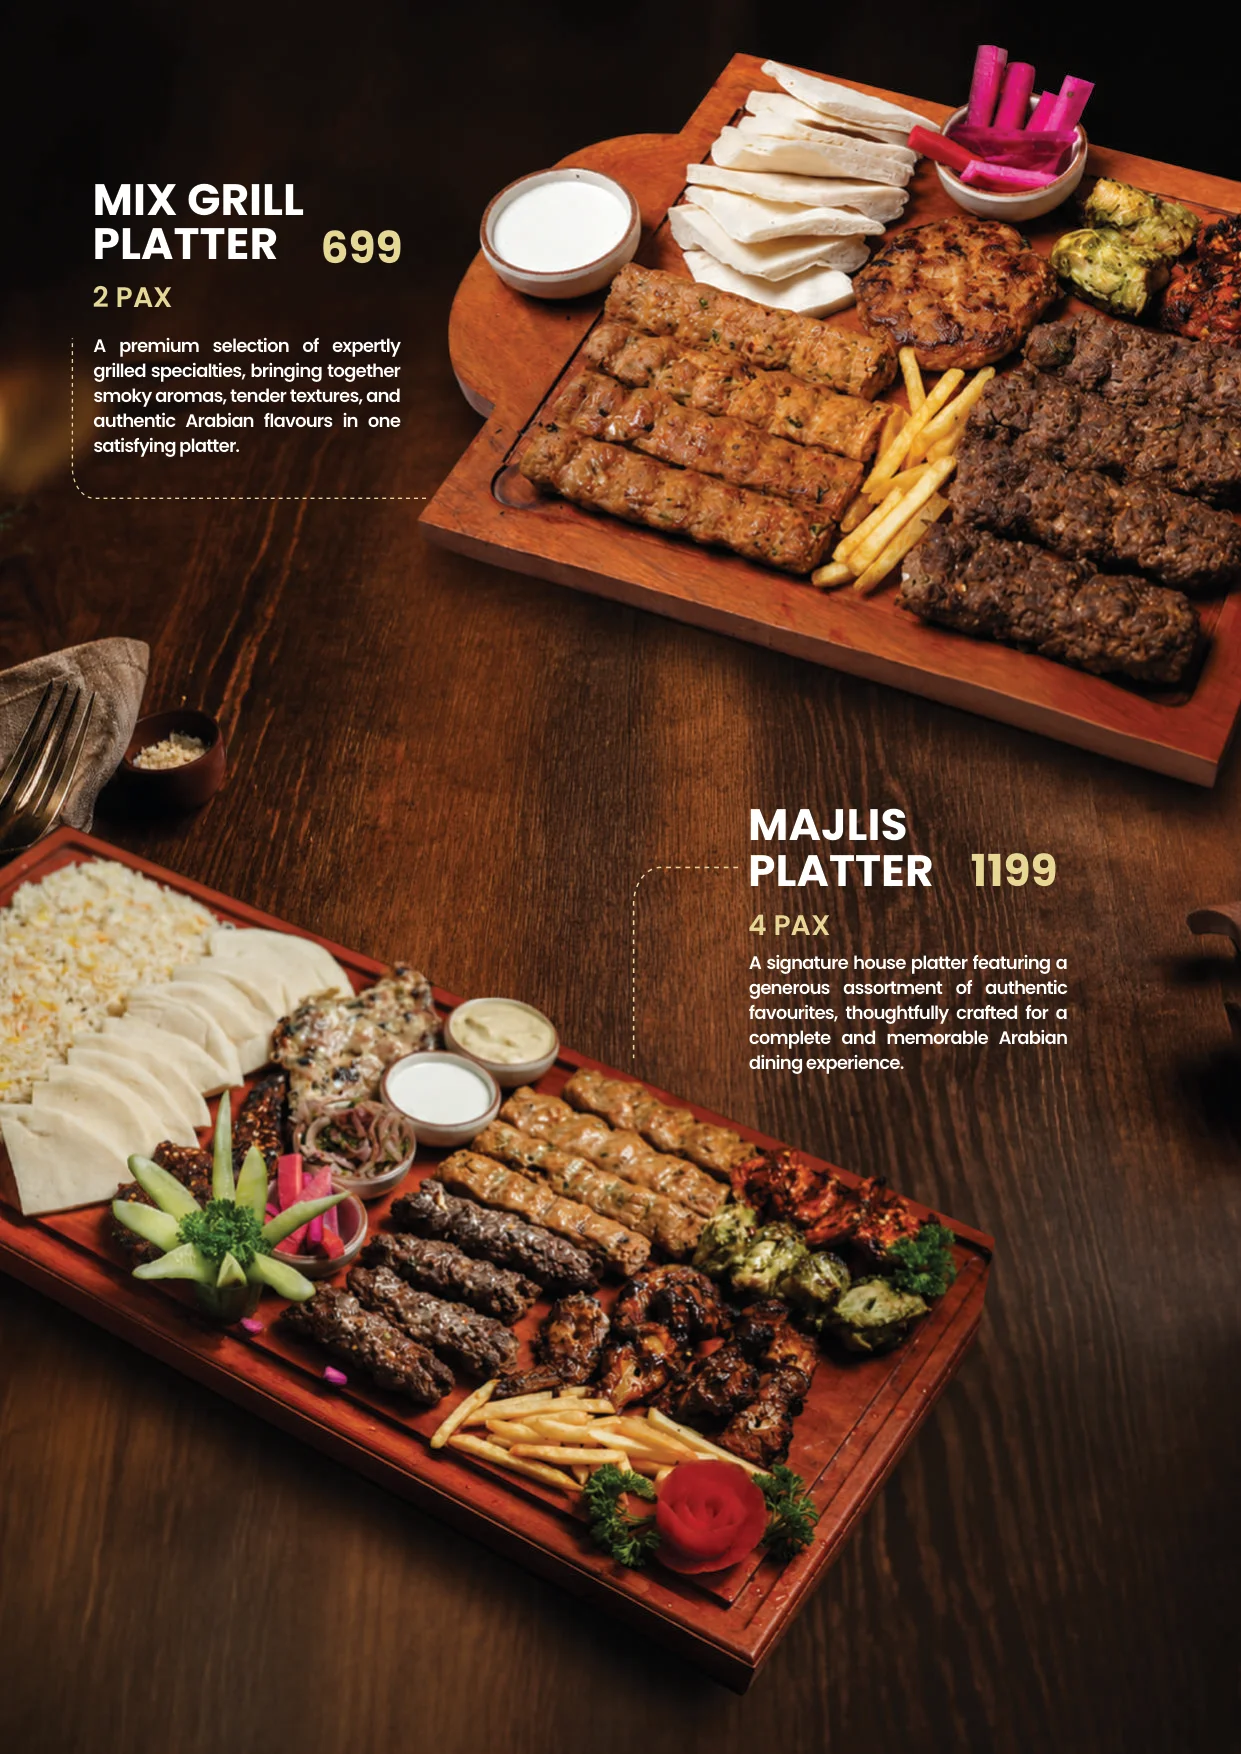 MIX GRILL
PLATTER 699
2 PAX
A premium selection of expertly
grilled specialties, bringing together
smoky aromas, tender textures, and
authentic Arabian flavours in one
satisfying platter.
MAJLIS
PLATTER 1199
4 PAX
A signature house platter featuring a
generous assortment of authentic
favourites, thoughtfully crafted for a
complete and memorable Arabian
dining experience.